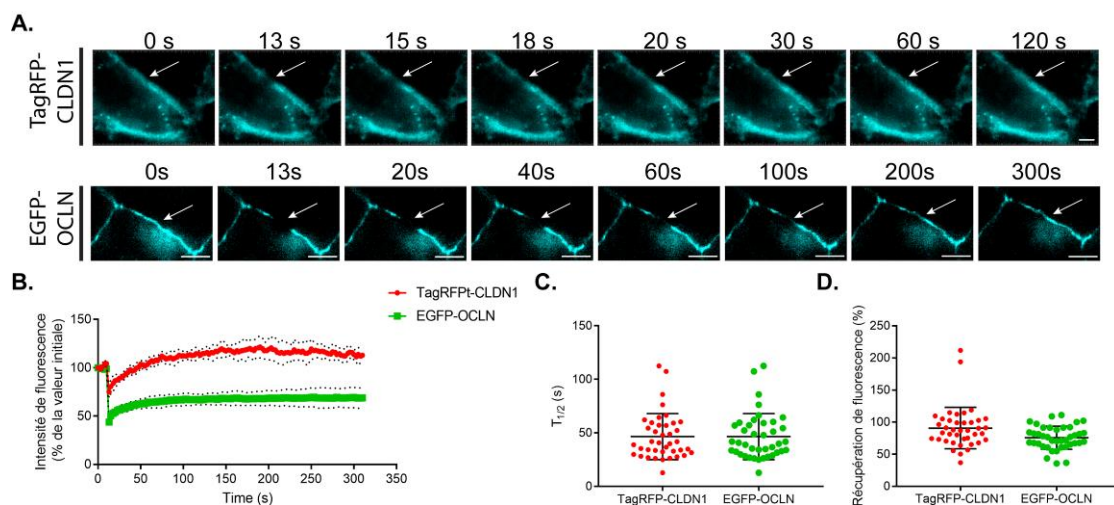 A.
0 s 13 s 15 s 18 s 20 s 30 s 60 s 120 s
TagRFP-
CLDN1
0s 13s 20s 40s 60s 100s 200s 300s
EGFP-
OCLN
B.
TagRFPt-CLDN1
EGFP-OCLN
Intensité de fluorescence
(% de la valeur initiale)
150
100
50
0
0 50 100 150 200 250 300 350
Time (s)
C.
T1/2 (s)
150
100
50
0
TagRFP-CLDN1 EGFP-OCLN
D.
Récupération de fluorescence (%)
250
200
150
100
50
0
TagRFP-CLDN1 EGFP-OCLN